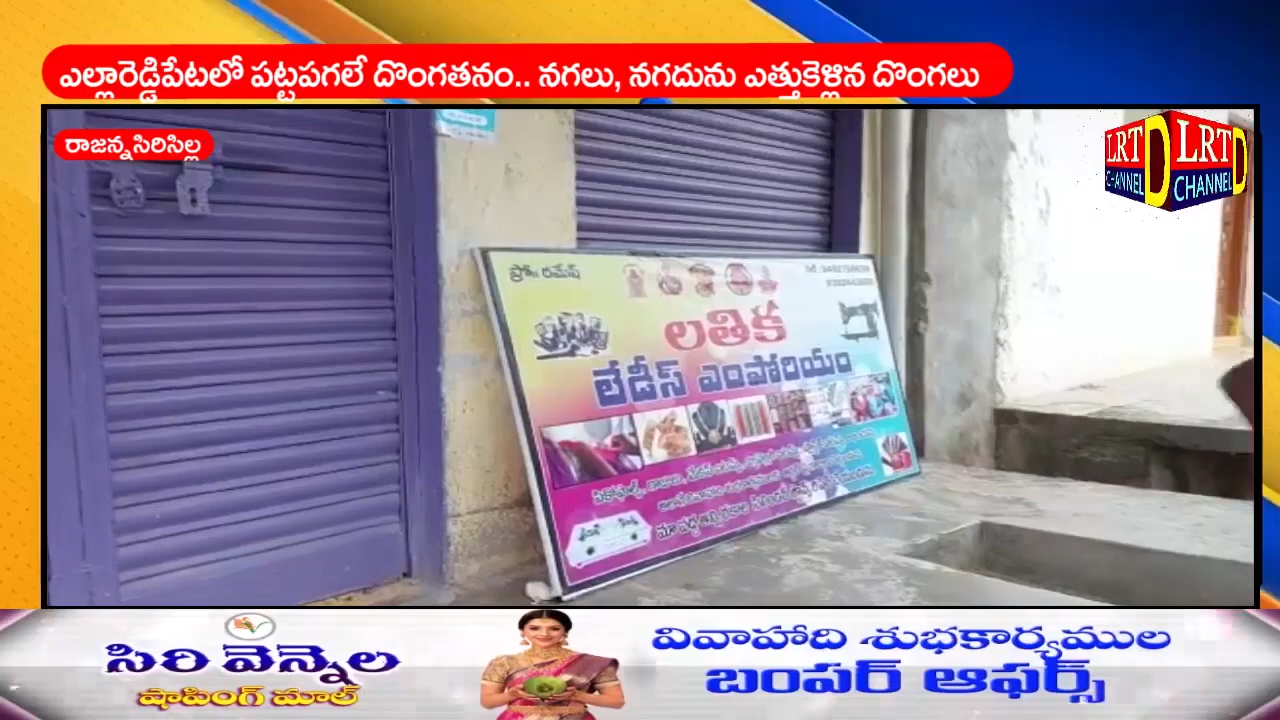 ఎల్లారెడ్డిపేటలో పట్టపగలే దొంగతనం.. నగలు, నగదును ఎత్తుకెళ్లిన దొంగలు
రాజన్నసిరిసిల్ల
LRTD LRTD
CHANNEL CHANNEL
ప్రో॥ రమేష్
లతిక
లేడీస్ ఎంపోరియం
సిరి వెన్నెల
షాపింగ్ మాల్
వివాహాది శుభకార్యముల
బంపర్ ఆఫర్స్